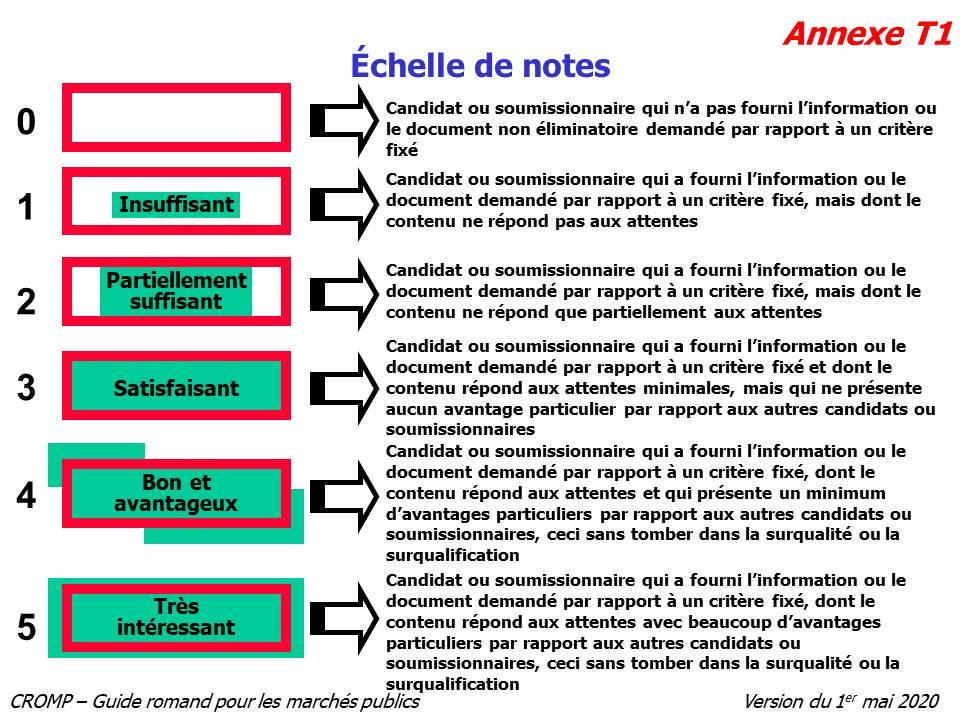 Annexe T1
Échelle de notes
0
Candidat ou soumissionnaire qui n’a pas fourni l’information ou
le document non éliminatoire demandé par rapport à un critère
fixé
1
Insuffisant
Candidat ou soumissionnaire qui a fourni l’information ou le
document demandé par rapport à un critère fixé, mais dont le
contenu ne répond pas aux attentes
2
Partiellement
suffisant
Candidat ou soumissionnaire qui a fourni l’information ou le
document demandé par rapport à un critère fixé, mais dont le
contenu ne répond que partiellement aux attentes
3
Satisfaisant
Candidat ou soumissionnaire qui a fourni l’information ou le
document demandé par rapport à un critère fixé et dont le
contenu répond aux attentes minimales, mais qui ne présente
aucun avantage particulier par rapport aux autres candidats ou
soumissionnaires
4
Bon et
avantageux
Candidat ou soumissionnaire qui a fourni l’information ou le
document demandé par rapport à un critère fixé, dont le
contenu répond aux attentes et qui présente un minimum
d’avantages particuliers par rapport aux autres candidats ou
soumissionnaires, ceci sans tomber dans la surqualité ou la
surqualification
5
Très
intéressant
Candidat ou soumissionnaire qui a fourni l’information ou le
document demandé par rapport à un critère fixé, dont le
contenu répond aux attentes avec beaucoup d’avantages
particuliers par rapport aux autres candidats ou
soumissionnaires, ceci sans tomber dans la surqualité ou la
surqualification
CROMP – Guide romand pour les marchés publics
Version du 1er mai 2020